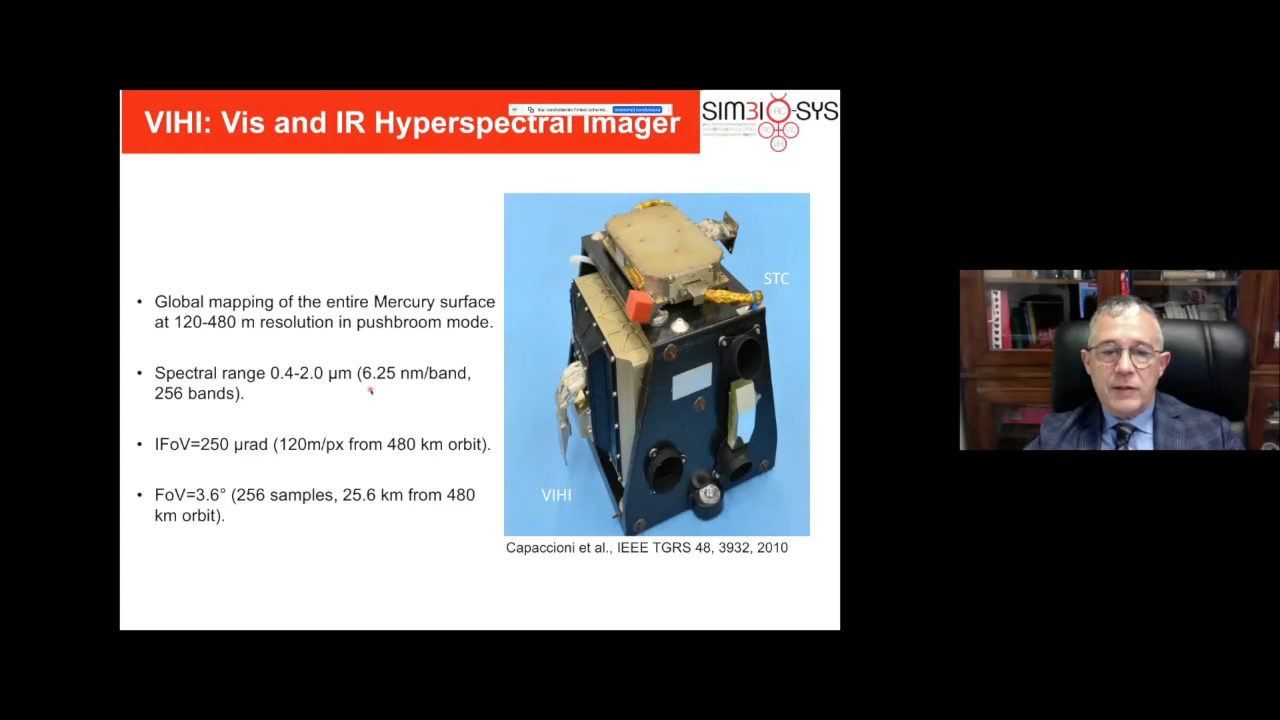 VIHI: Vis and IR Hyperspectral Imager
SIMBIO-SYS
STC
• Global mapping of the entire Mercury surface
at 120-480 m resolution in pushbroom mode.
• Spectral range 0.4-2.0 µm (6.25 nm/band,
256 bands).
• IFoV=250 µrad (120m/px from 480 km orbit).
• FoV=3.6° (256 samples, 25.6 km from 480
km orbit).
VIHI
Capaccioni et al., IEEE TGRS 48, 3932, 2010